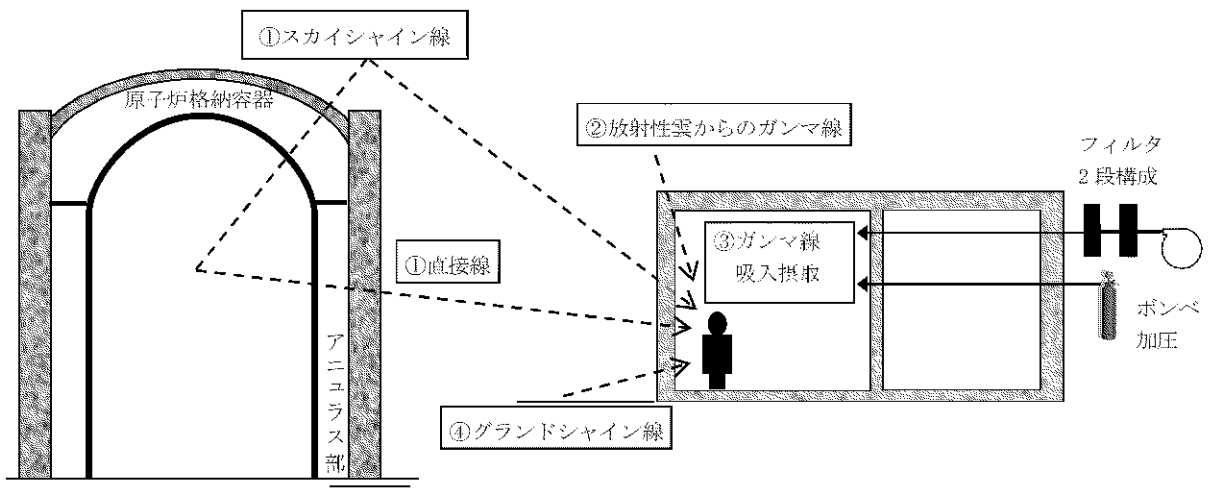 ①スカイシャイン線
原子炉格納容器
②放射性雲からのガンマ線
フィルタ
2段構成
③ガンマ線
吸入摂取
①直接線
ボンベ
加圧
アニュラス部
④グランドシャイン線